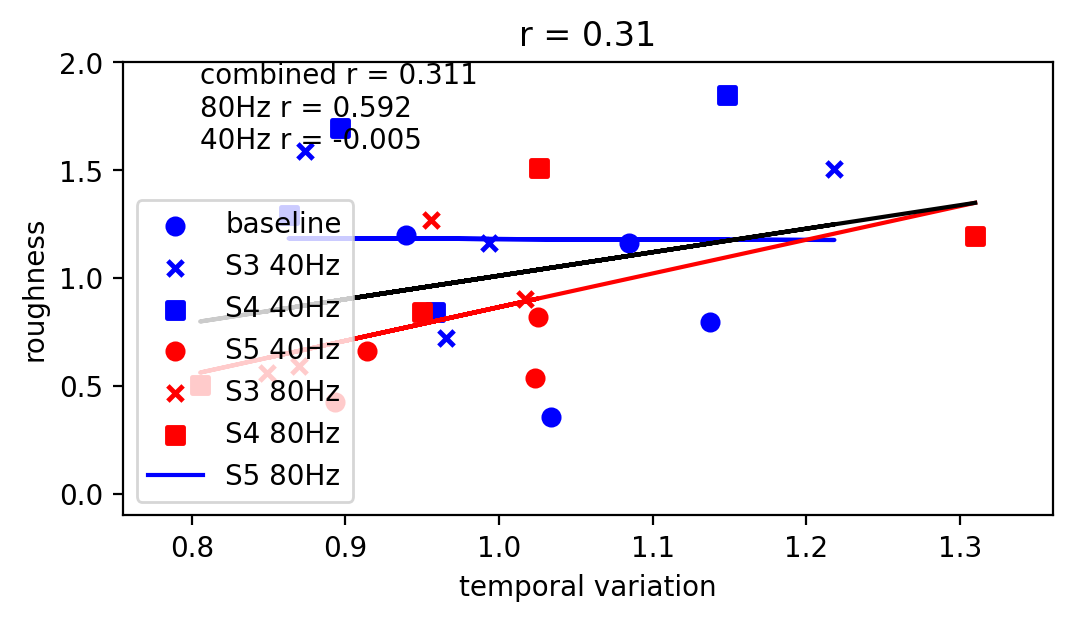 r = 0.31
combined r = 0.311
80Hz r = 0.592
40Hz r = -0.005
baseline
S3 40Hz
S4 40Hz
S5 40Hz
S3 80Hz
S4 80Hz
S5 80Hz
roughness
2.0
1.5
1.0
0.5
0.0
0.8 0.9 1.0 1.1 1.2 1.3
temporal variation